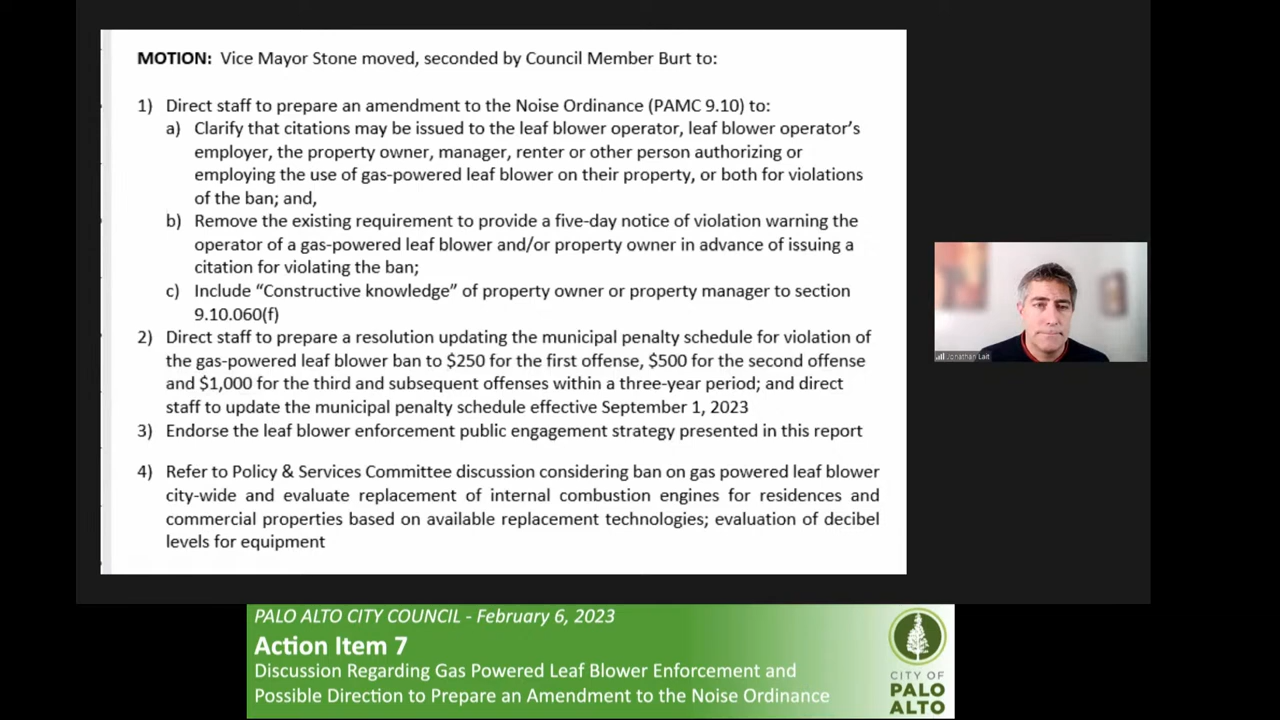 MOTION: Vice Mayor Stone moved, seconded by Council Member Burt to:
1) Direct staff to prepare an amendment to the Noise Ordinance (PAMC 9.10) to:
a) Clarify that citations may be issued to the leaf blower operator, leaf blower operator's
employer, the property owner, manager, renter or other person authorizing or
employing the use of gas-powered leaf blower on their property, or both for violations
of the ban; and,
b) Remove the existing requirement to provide a five-day notice of violation warning the
operator of a gas-powered leaf blower and/or property owner in advance of issuing a
citation for violating the ban;
c) Include “Constructive knowledge” of property owner or property manager to section
9.10.060(f)
2) Direct staff to prepare a resolution updating the municipal penalty schedule for violation of
the gas-powered leaf blower ban to $250 for the first offense, $500 for the second offense
and $1,000 for the third and subsequent offenses within a three-year period; and direct
staff to update the municipal penalty schedule effective September 1, 2023
3) Endorse the leaf blower enforcement public engagement strategy presented in this report
4) Refer to Policy & Services Committee discussion considering ban on gas powered leaf blower
city-wide and evaluate replacement of internal combustion engines for residences and
commercial properties based on available replacement technologies; evaluation of decibel
levels for equipment
Jonathan Lait
PALO ALTO CITY COUNCIL - February 6, 2023
Action Item 7
Discussion Regarding Gas Powered Leaf Blower Enforcement and
Possible Direction to Prepare an Amendment to the Noise Ordinance
CITY OF
PALO
ALTO